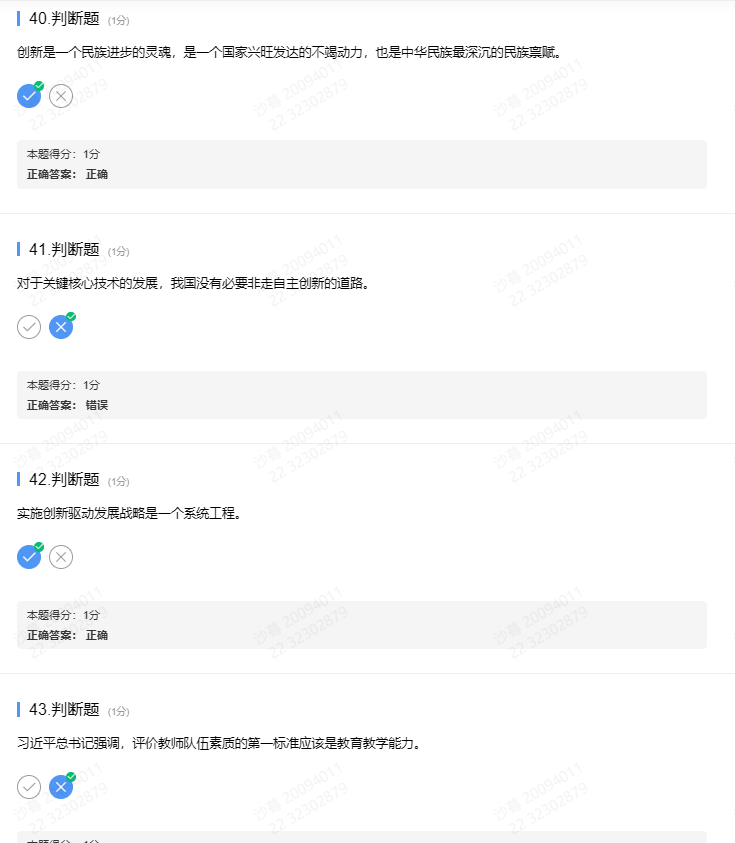 40.判断题 (1分)
创新是一个民族进步的灵魂，是一个国家兴旺发达的不竭动力，也是中华民族最深沉的民族禀赋。
本题得分： 1分
正确答案： 正确
41.判断题 (1分)
对于关键核心技术的发展，我国没有必要非走自主创新的道路。
本题得分： 1分
正确答案： 错误
42.判断题 (1分)
实施创新驱动发展战略是一个系统工程。
本题得分： 1分
正确答案： 正确
43.判断题 (1分)
习近平总书记强调，评价教师队伍素质的第一标准应该是教育教学能力。
本题得分： 1分